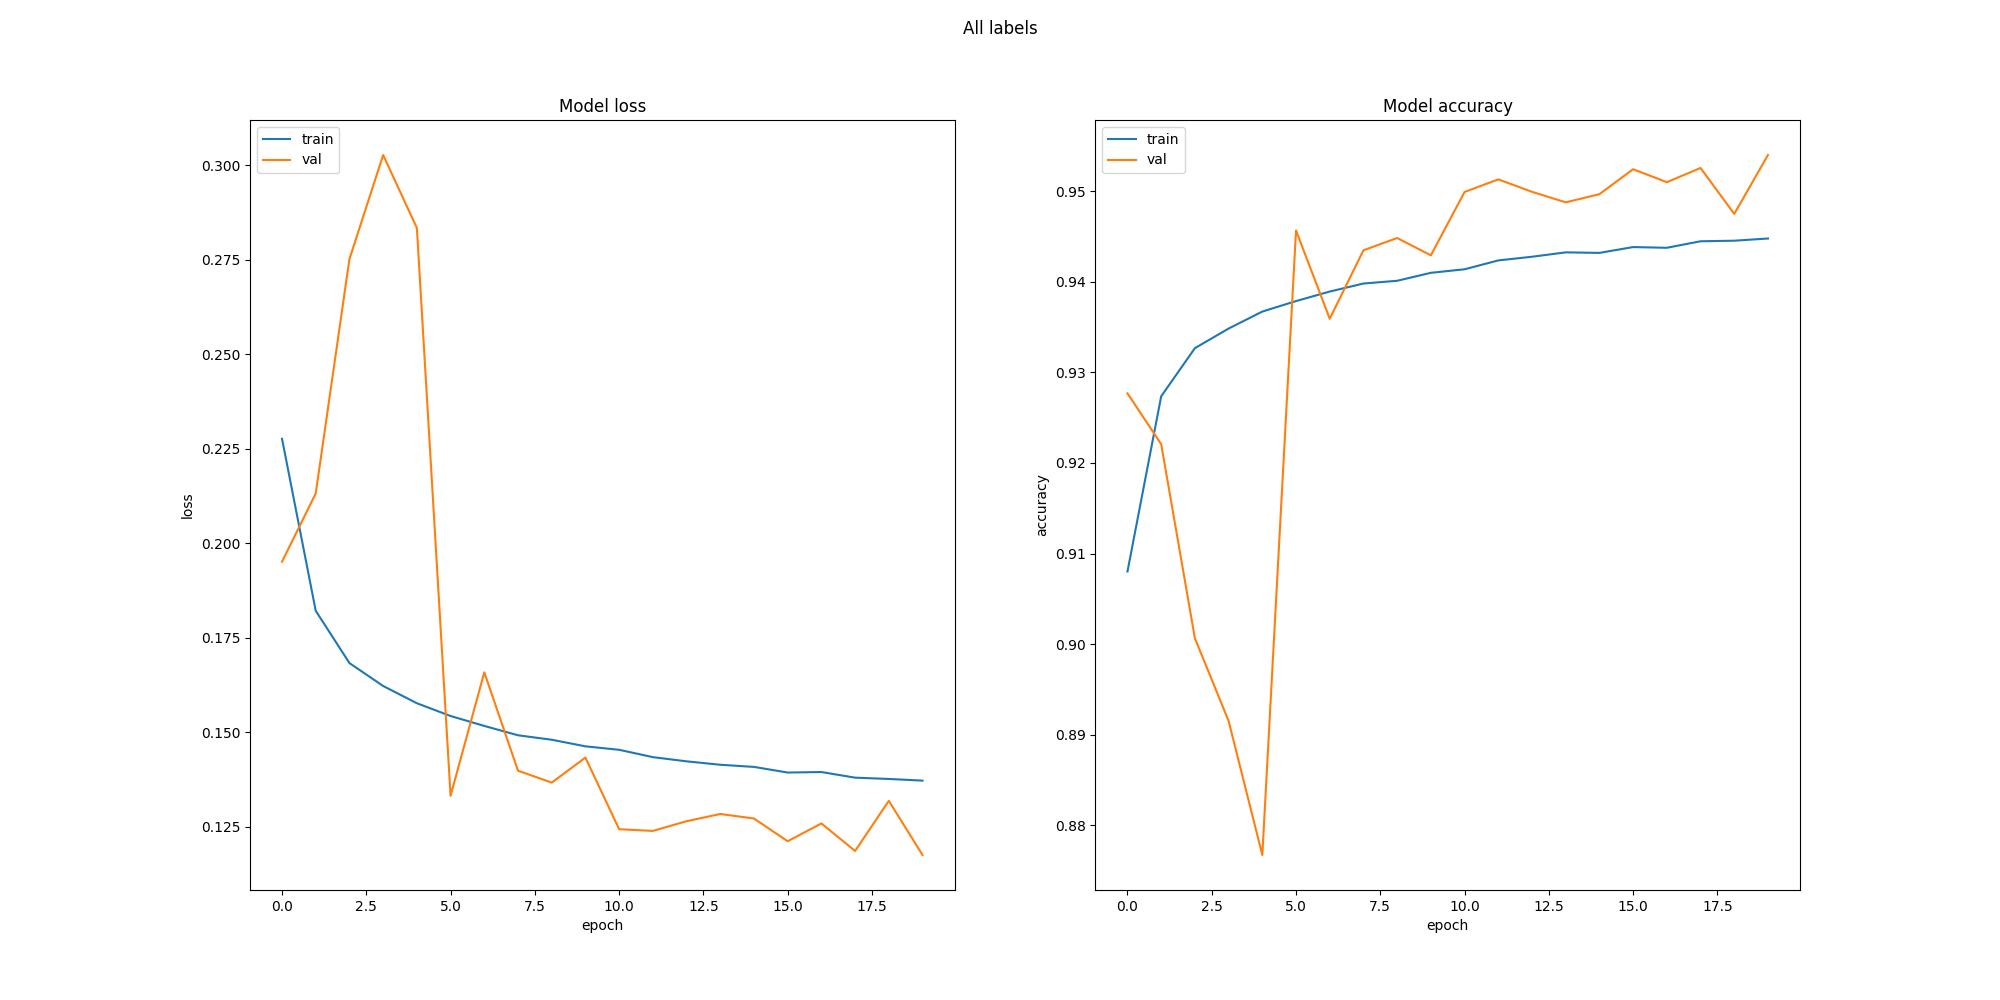 All labels
Model loss
train
val
0.300
0.275
0.250
0.225
0.200
0.175
0.150
0.125
loss
0.0 2.5 5.0 7.5 10.0 12.5 15.0 17.5
epoch
Model accuracy
train
val
0.95
0.94
0.93
0.92
0.91
0.90
0.89
0.88
accuracy
0.0 2.5 5.0 7.5 10.0 12.5 15.0 17.5
epoch